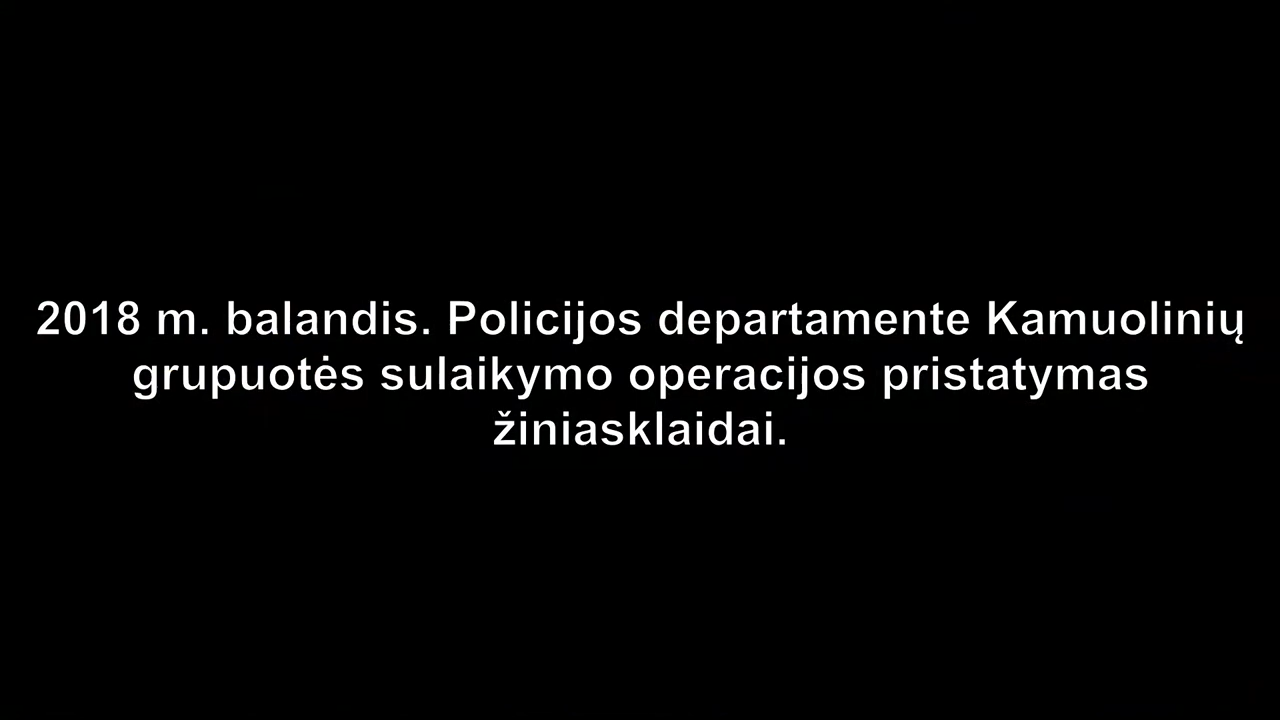 2018 m. balandis. Policijos departamente Kamuolinių
grupuotės sulaikymo operacijos pristatymas
žiniasklaidai.